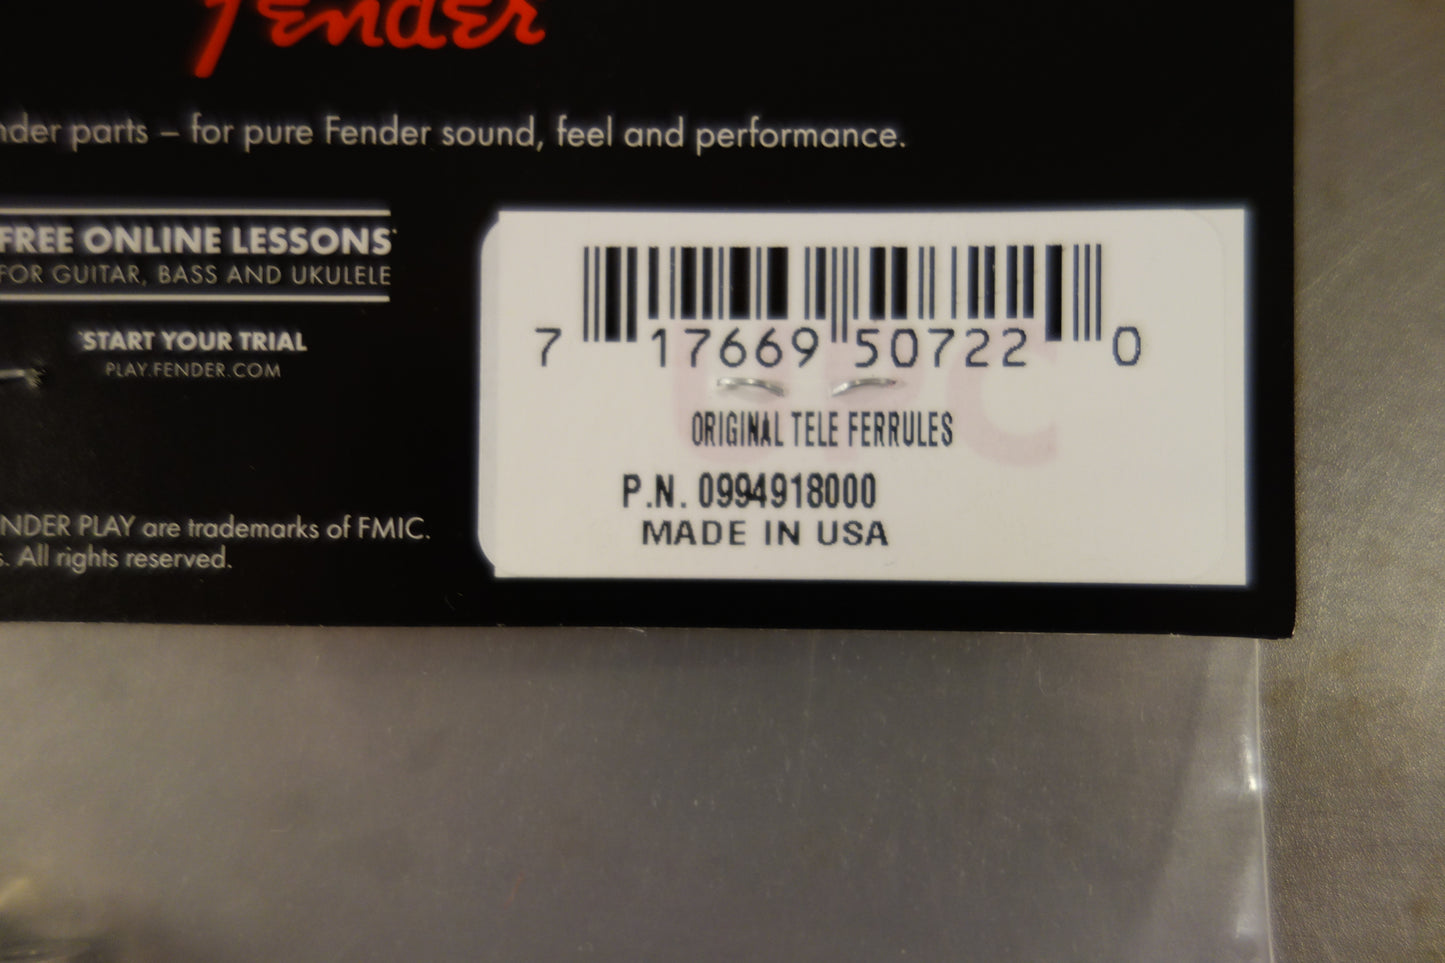 Fender
nder parts – for pure Fender sound, feel and performance.
FREE ONLINE LESSONS*
FOR GUITAR, BASS AND UKULELE
*START YOUR TRIAL
PLAY.FENDER.COM
ENDER PLAY are trademarks of FMIC.
s. All rights reserved.
7 17669 50722 0
ORIGINAL TELE FERRULES
P.N. 0994918000
MADE IN USA